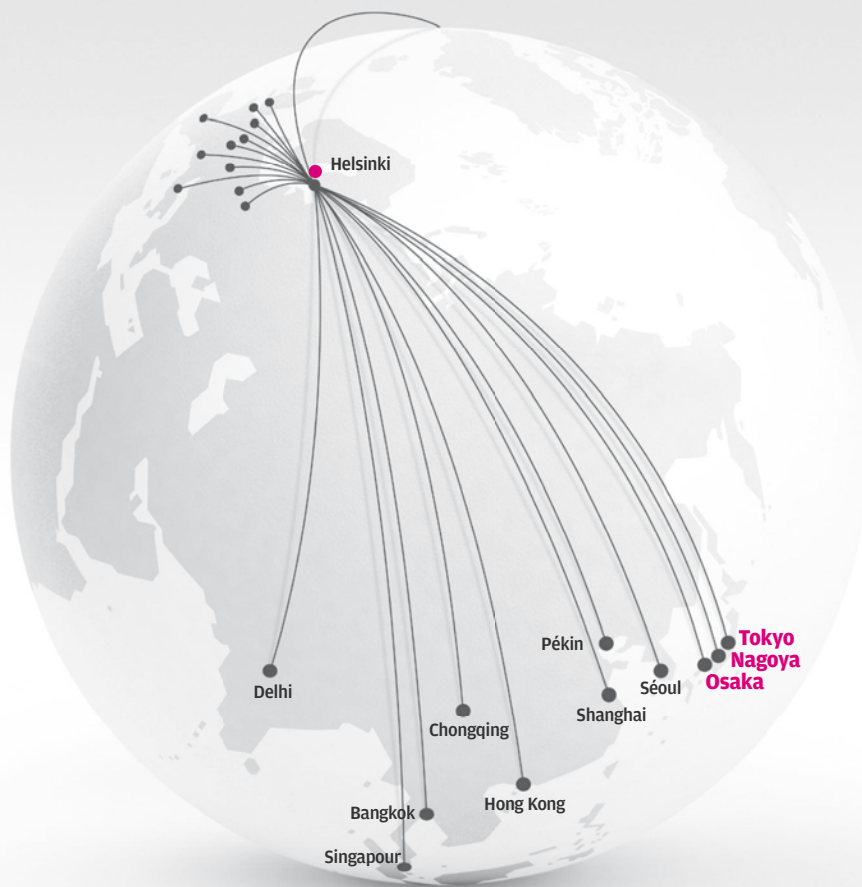 Helsinki
Tokyo
Pékin
Nagoya
Osaka
Séoul
Delhi
Shanghai
Chongqing
Hong Kong
Bangkok
Singapour